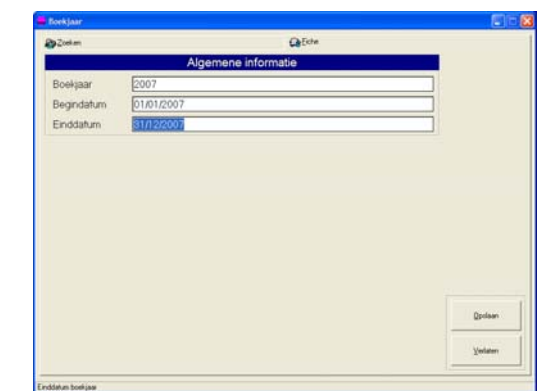 Boekjaar
Zoeken
Fiche
Algemene informatie
Boekjaar 2007
Begindatum 01/01/2007
Einddatum 31/12/2007
Opslaan
Verlaten
Einddatum boekjaar